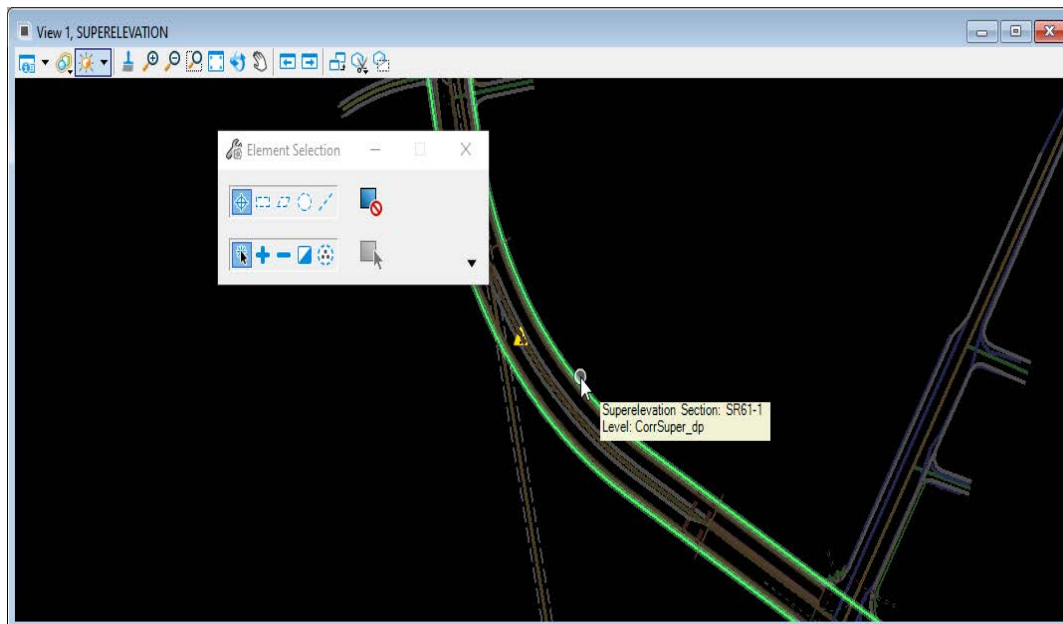 View 1, SUPERELEVATION
Element Selection
Superelevation Section: SR61-1
Level: CorrSuper_dp